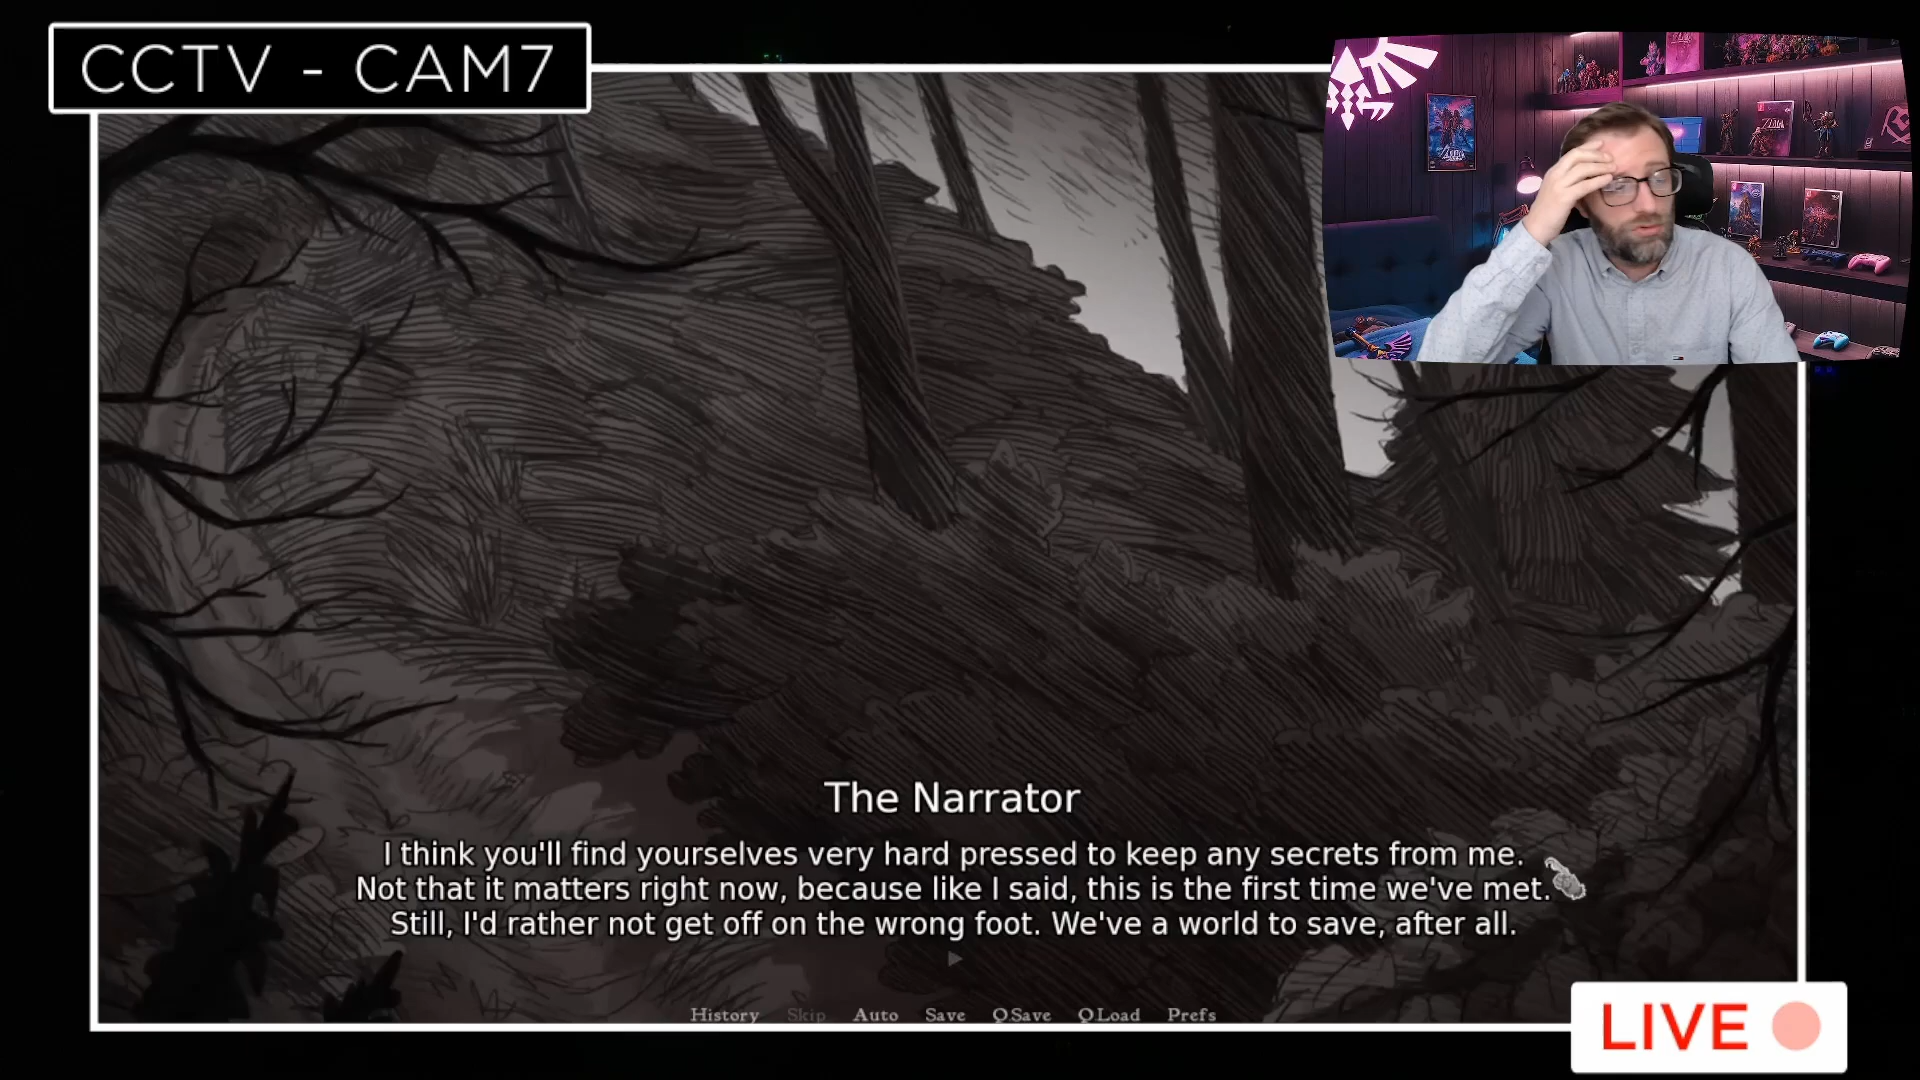 CCTV - CAM7
ZELDA
The Narrator
I think you'll find yourselves very hard pressed to keep any secrets from me.
Not that it matters right now, because like I said, this is the first time we've met.
Still, I'd rather not get off on the wrong foot. We've a world to save, after all.
History Skip Auto Save Q.Save Q.Load Prefs
LIVE